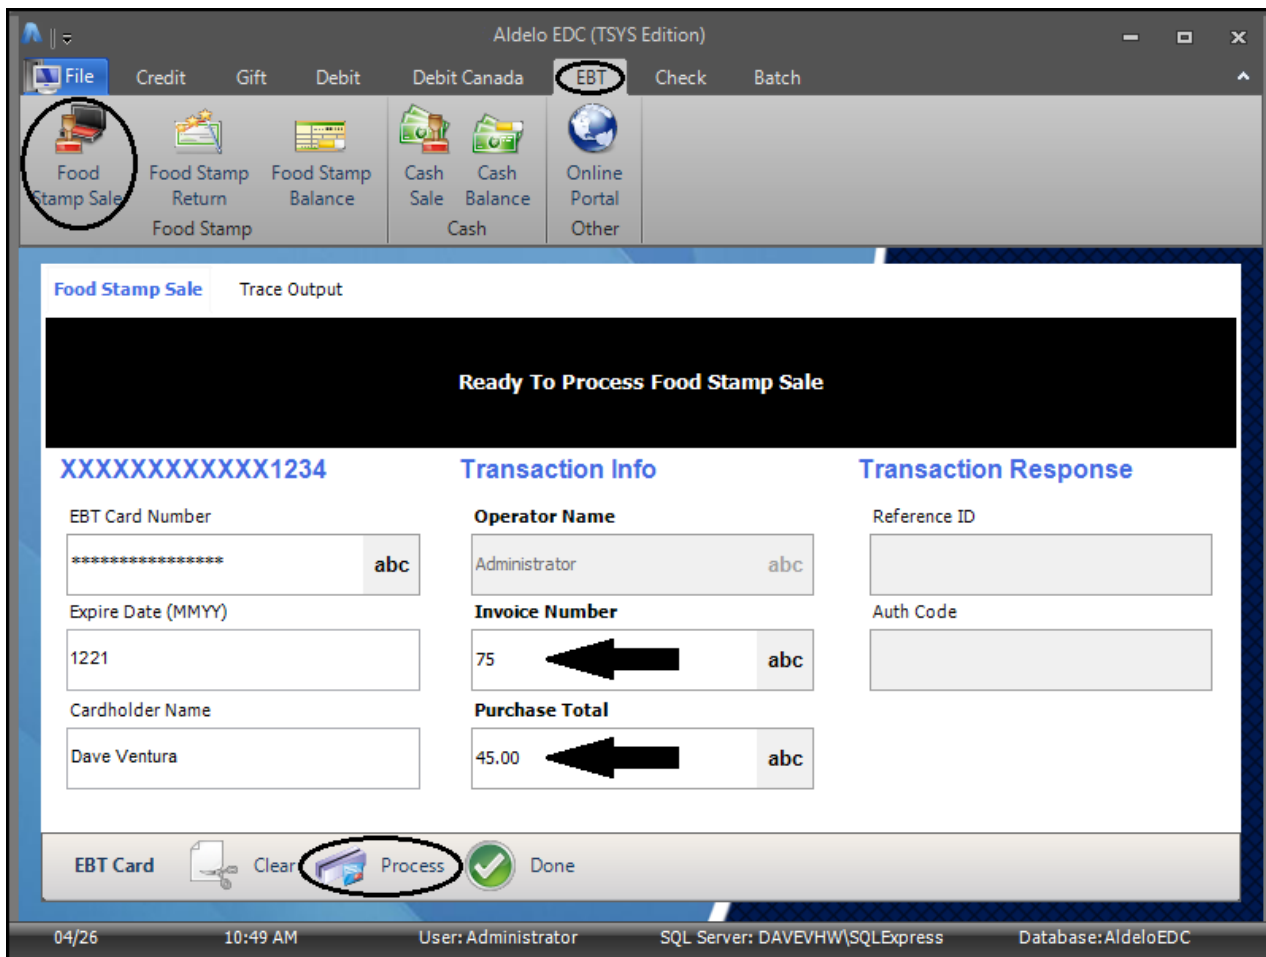 Aldelo EDC (TSYS Edition)
File Credit Gift Debit Debit Canada EBT Check Batch
Food Stamp Sale Food Stamp Return Food Stamp Balance Cash Sale Cash Balance Online Portal
Food Stamp Cash Other
Food Stamp Sale Trace Output
Ready To Process Food Stamp Sale
XXXXXXXXXXXX1234 Transaction Info Transaction Response
EBT Card Number Operator Name Reference ID
**************** abc Administrator abc
Expire Date (MMYY) Invoice Number Auth Code
1221 75 abc
Cardholder Name Purchase Total
Dave Ventura 45.00 abc
EBT Card Clear Process Done
04/26 10:49 AM User: Administrator SQL Server: DAVEVHW\SQLExpress Database:AldeloEDC